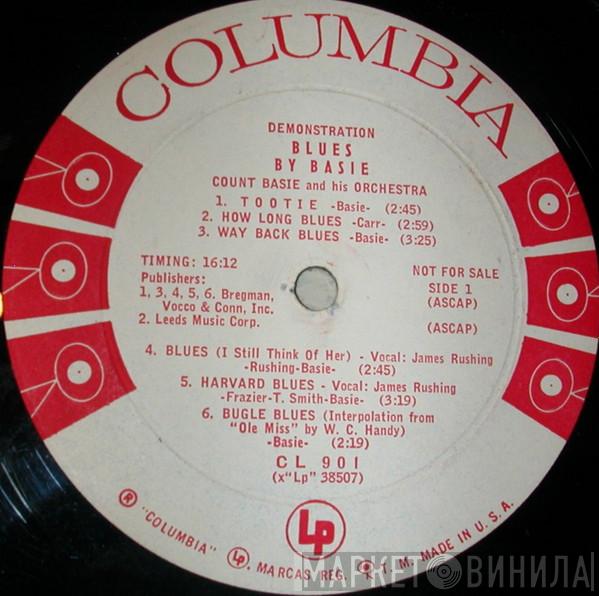 COLUMBIA
DEMONSTRATION
BLUES
BY BASIE
COUNT BASIE and his ORCHESTRA
1. TOOTIE -Basie- (2:45)
2. HOW LONG BLUES -Carr- (2:59)
3. WAY BACK BLUES -Basie- (3:25)
TIMING: 16:12
Publishers:
1, 3, 4, 5, 6. Bregman,
Vocco & Conn, Inc.
2. Leeds Music Corp.
NOT FOR SALE
SIDE 1
(ASCAP)
(ASCAP)
4. BLUES (I Still Think Of Her) - Vocal: James Rushing
-Rushing-Basie- (2:45)
5. HARVARD BLUES - Vocal: James Rushing
-Frazier-T. Smith-Basie- (3:19)
6. BUGLE BLUES (Interpolation from
"Ole Miss" by W. C. Handy)
-Basie- (2:19)
CL 901
(x"Lp" 38507)
® "COLUMBIA" Lp, MARCAS REG. ® T. M. MADE IN U. S. A.
Lp
МАРКЕТ ВИНИЛА